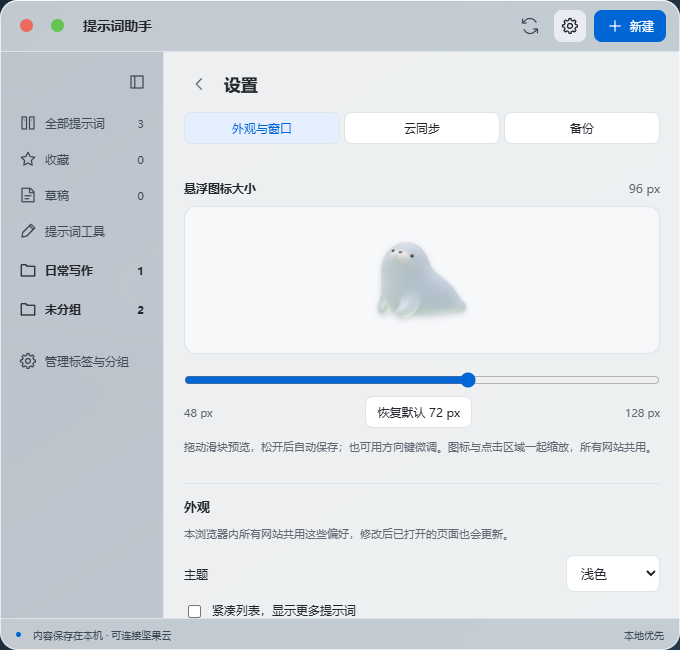 提示词助手
新建
全部提示词 3
收藏 0
草稿 0
提示词工具
日常写作 1
未分组 2
管理标签与分组
设置
外观与窗口 云同步 备份
悬浮图标大小 96 px
48 px 恢复默认 72 px 128 px
拖动滑块预览，松开后自动保存；也可用方向键微调。图标与点击区域一起缩放，所有网站共用。
外观
本浏览器内所有网站共用这些偏好，修改后已打开的页面也会更新。
主题 浅色
紧凑列表，显示更多提示词
内容保存在本机 · 可连接坚果云 本地优先